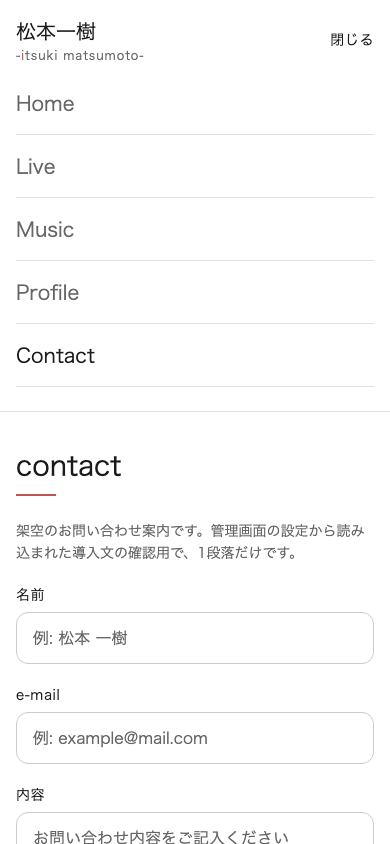 松本一樹
-itsuki matsumoto-
閉じる
Home
Live
Music
Profile
Contact
contact
架空のお問い合わせ案内です。管理画面の設定から読み
込まれた導入文の確認用で、1段落だけです。
名前
例: 松本 一樹
e-mail
例: example@mail.com
内容
お問い合わせ内容をご記入ください